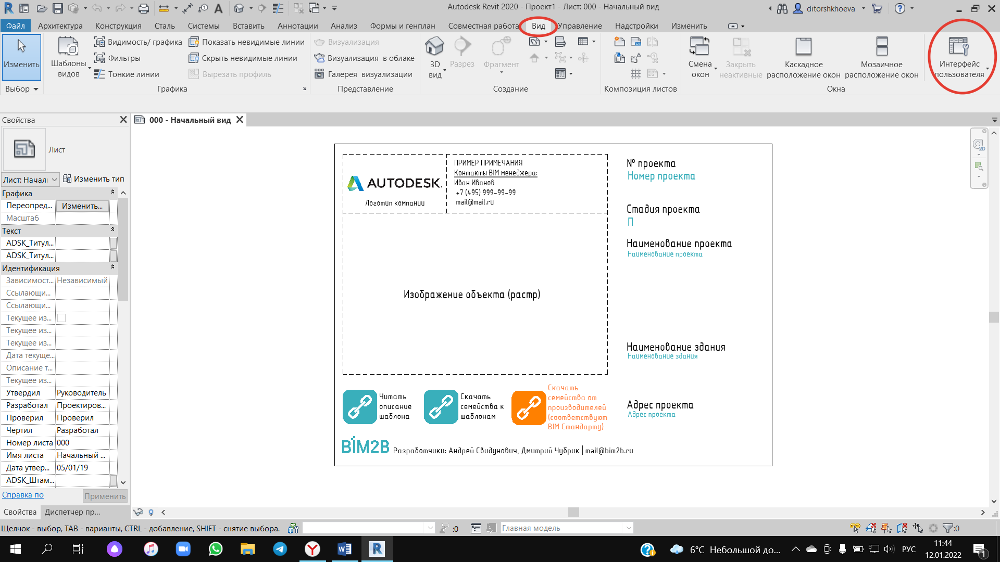 Autodesk Revit 2020 - Проект1 - Лист: 000 - Начальный вид
ditorshkhoeva
Файл Архитектура Конструкция Сталь Системы Вставить Аннотации Анализ Формы и генплан Совместная работа Вид Управление Надстройки Изменить
Изменить
Выбор
Шаблоны видов
Видимость/ графика
Фильтры
Тонкие линии
Показать невидимые линии
Скрыть невидимые линии
Вырезать профиль
Графика
Визуализация
Визуализация в облаке
Галерея визуализации
Представление
3D вид
Разрез
Фрагмент
Создание
Композиция листов
Смена окон
Закрыть неактивные
Каскадное расположение окон
Мозаичное расположение окон
Окна
Интерфейс пользователя
Свойства
000 - Начальный вид
Лист
Лист: Начал
Изменить тип
Графика
Переопред... Изменить...
Масштаб
Текст
ADSK_Титул...
ADSK_Титул...
Идентификация
Зависимост... Независимый
Ссылающи...
Ссылающи...
Текущее из...
Текущее из...
Текущее из...
Дата текуще...
Описание т...
Текущее из...
Утвердил Руководитель
Разработал Проектиров...
Проверил Проверил
Чертил Разработал
Номер листа 000
Имя листа Начальный ...
Дата утвер... 05/01/19
ADSK_Штам...
Справка по
Применить
Свойства Диспетчер пр...
AUTODESK.
Логотип компании
ПРИМЕР ПРИМЕЧАНИЯ
Контакты BIM менеджера:
Иван Иванов
+7 (495) 999-99-99
mail@mail.ru
Изображение объекта (растр)
№ проекта
Номер проекта
Стадия проекта
П
Наименование проекта
Наименование проекта
Наименование здания
Наименование здания
Адрес проекта
Адрес проекта
Читать
описание
шаблона
Скачать
семейства к
шаблонам
Скачать
семейства от
производителей
(соответствуют
BIM Стандарту)
BIM2B Разработчики: Андрей Свидунович, Дмитрий Чубрик | mail@bim2b.ru
2D
Щелчок - выбор, TAB - варианты, CTRL - добавление, SHIFT - снятие выбора.
:0
Главная модель
:0
6°C Небольшой до...
РУС
11:44
12.01.2022
1